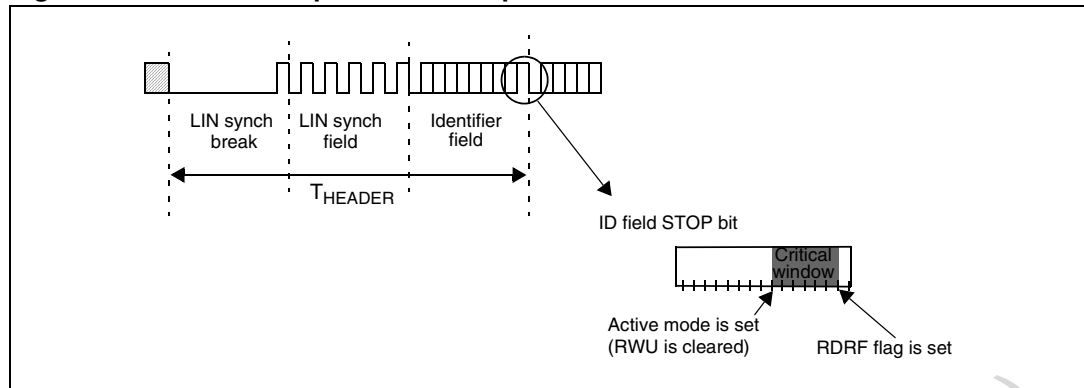 LIN synch
break
LIN synch
field
Identifier
field
THEADER
ID field STOP bit
Critical
window
Active mode is set
(RWU is cleared)
RDRF flag is set